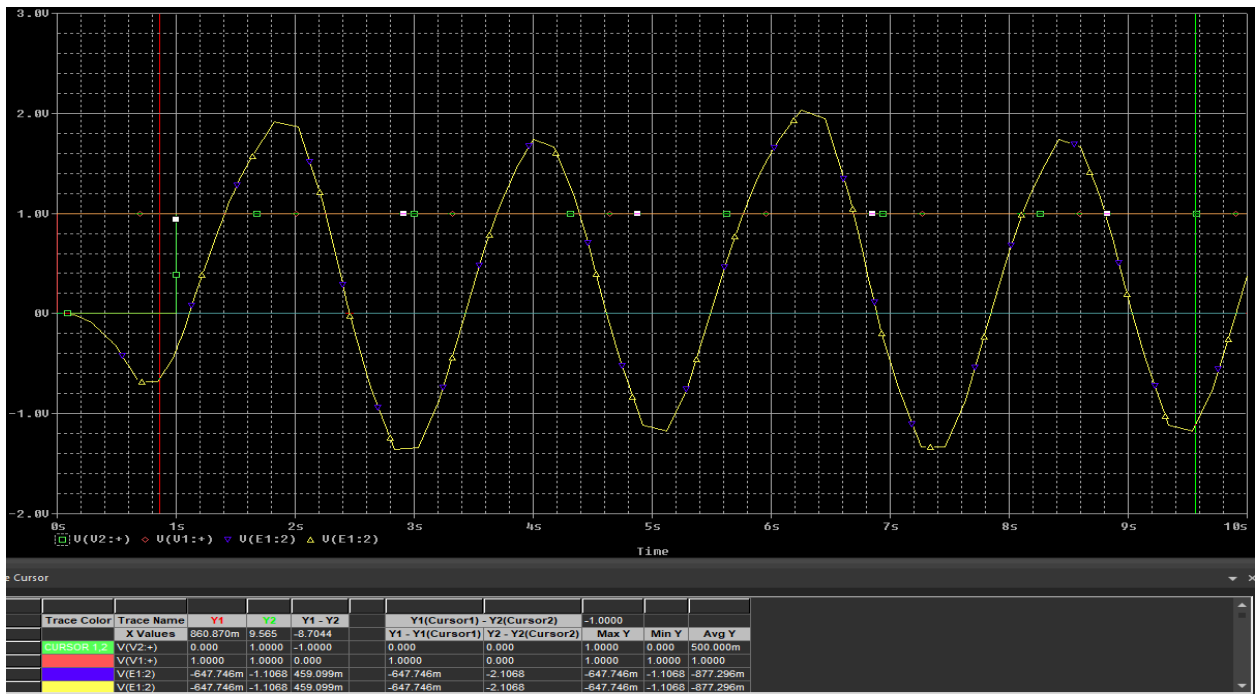 3.0V
2.0V
1.0V
0V
-1.0V
-2.0V
0s 1s 2s 3s 4s 5s 6s 7s 8s 9s 10s
V(V2:+) V(V1:+) V(E1:2) V(E1:2)
Time
e Cursor
Trace Color Trace Name Y1 Y2 Y1 - Y2 Y1(Cursor1) - Y2(Cursor2) -1.0000
X Values 860.870m 9.565 -8.7044 Y1 - Y1(Cursor1) Y2 - Y2(Cursor2) Max Y Min Y Avg Y
CURSOR 1,2 V(V2:+) 0.000 1.0000 -1.0000 0.000 0.000 1.0000 0.000 500.000m
V(V1:+) 1.0000 1.0000 0.000 1.0000 0.000 1.0000 1.0000 1.0000
V(E1:2) -647.746m -1.1068 459.099m -647.746m -2.1068 -647.746m -1.1068 -877.296m
V(E1:2) -647.746m -1.1068 459.099m -647.746m -2.1068 -647.746m -1.1068 -877.296m